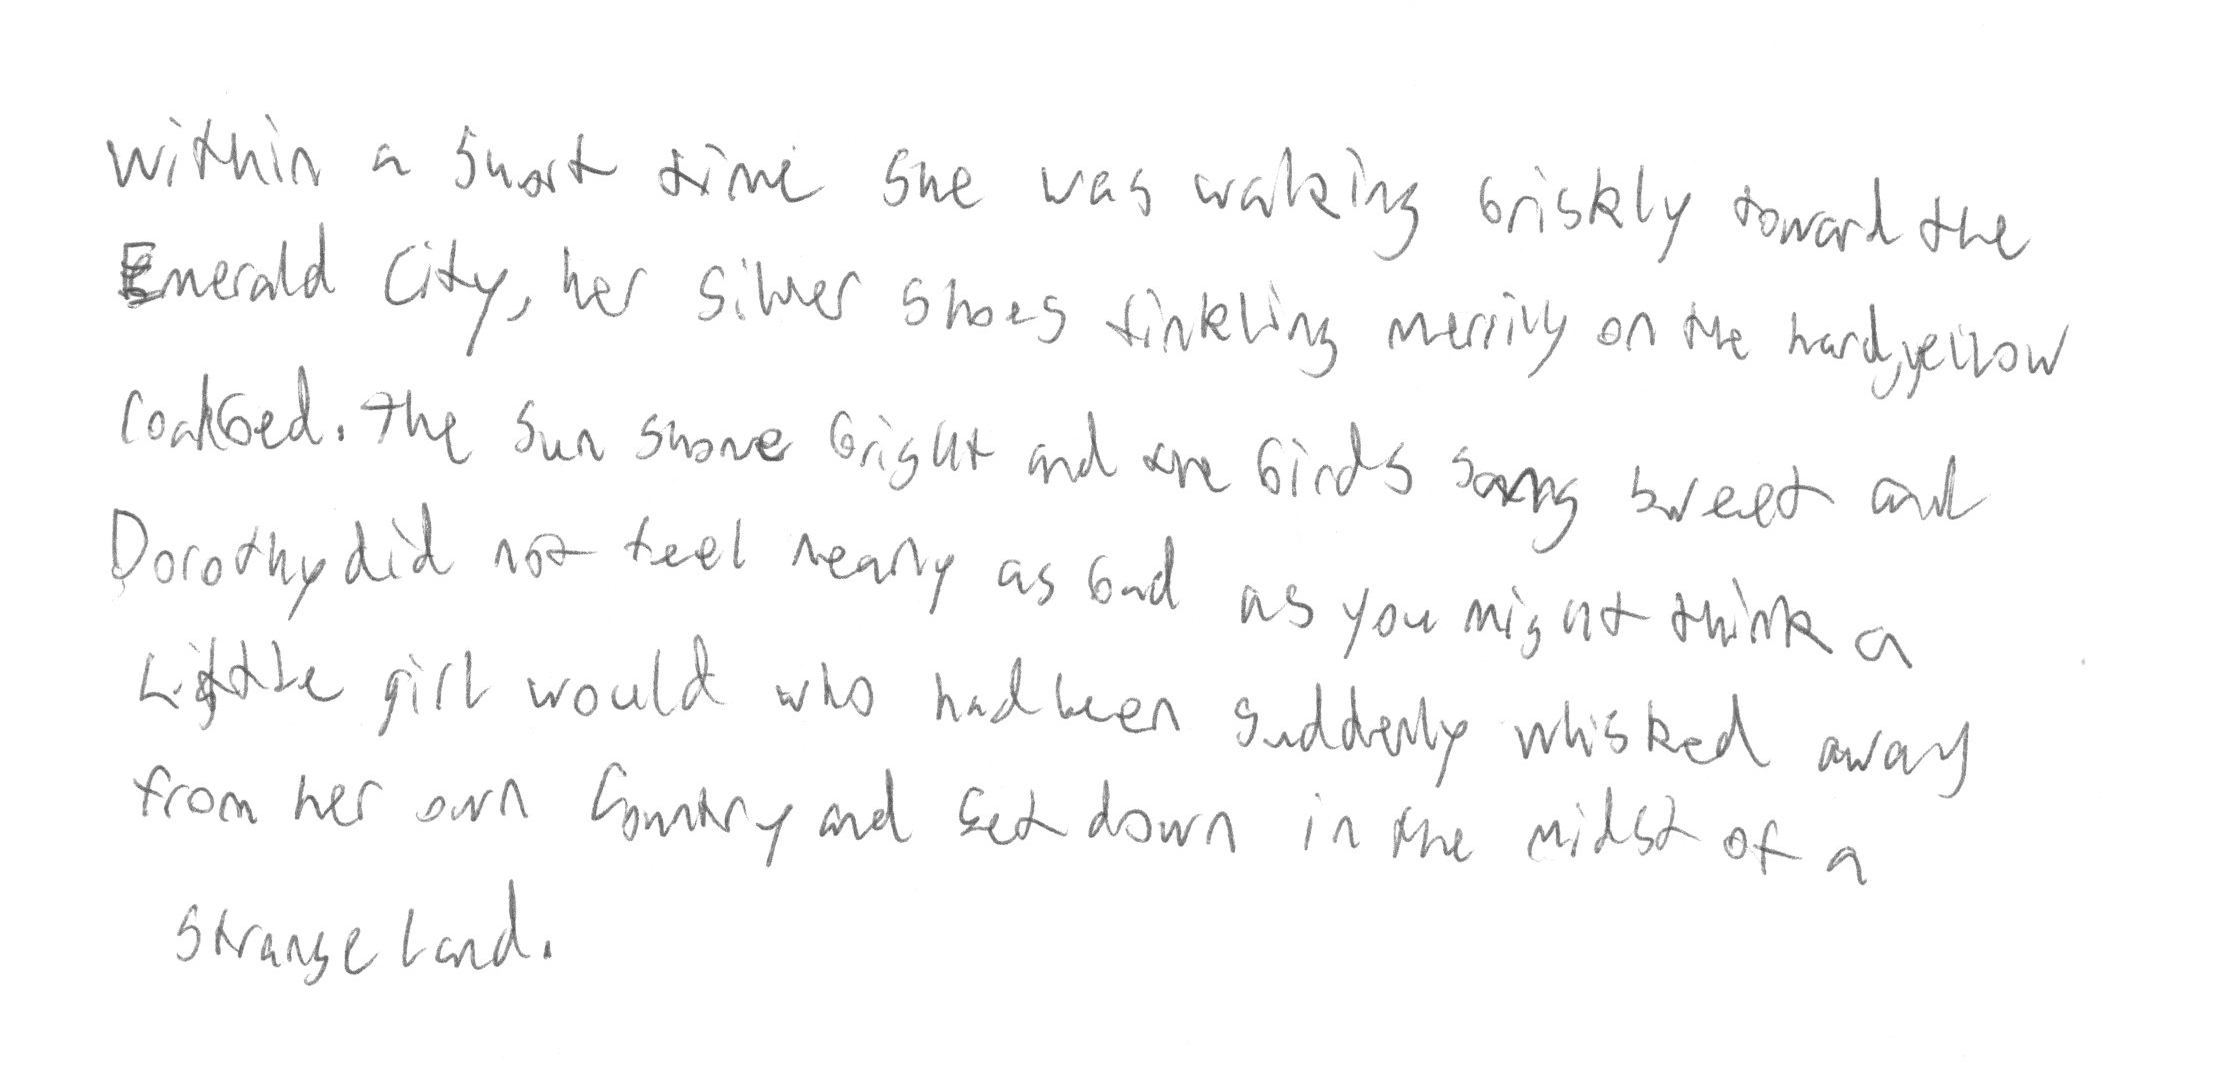 Within a short time she was walking briskly toward the
Emerald City, her silver shoes tinkling merrily on the hard, yellow
roadbed. The sun shone bright and the birds sang sweet and
Dorothy did not feel nearly as bad as you might think a
little girl would who had been suddenly whisked away
from her own country and set down in the midst of a
strange land.